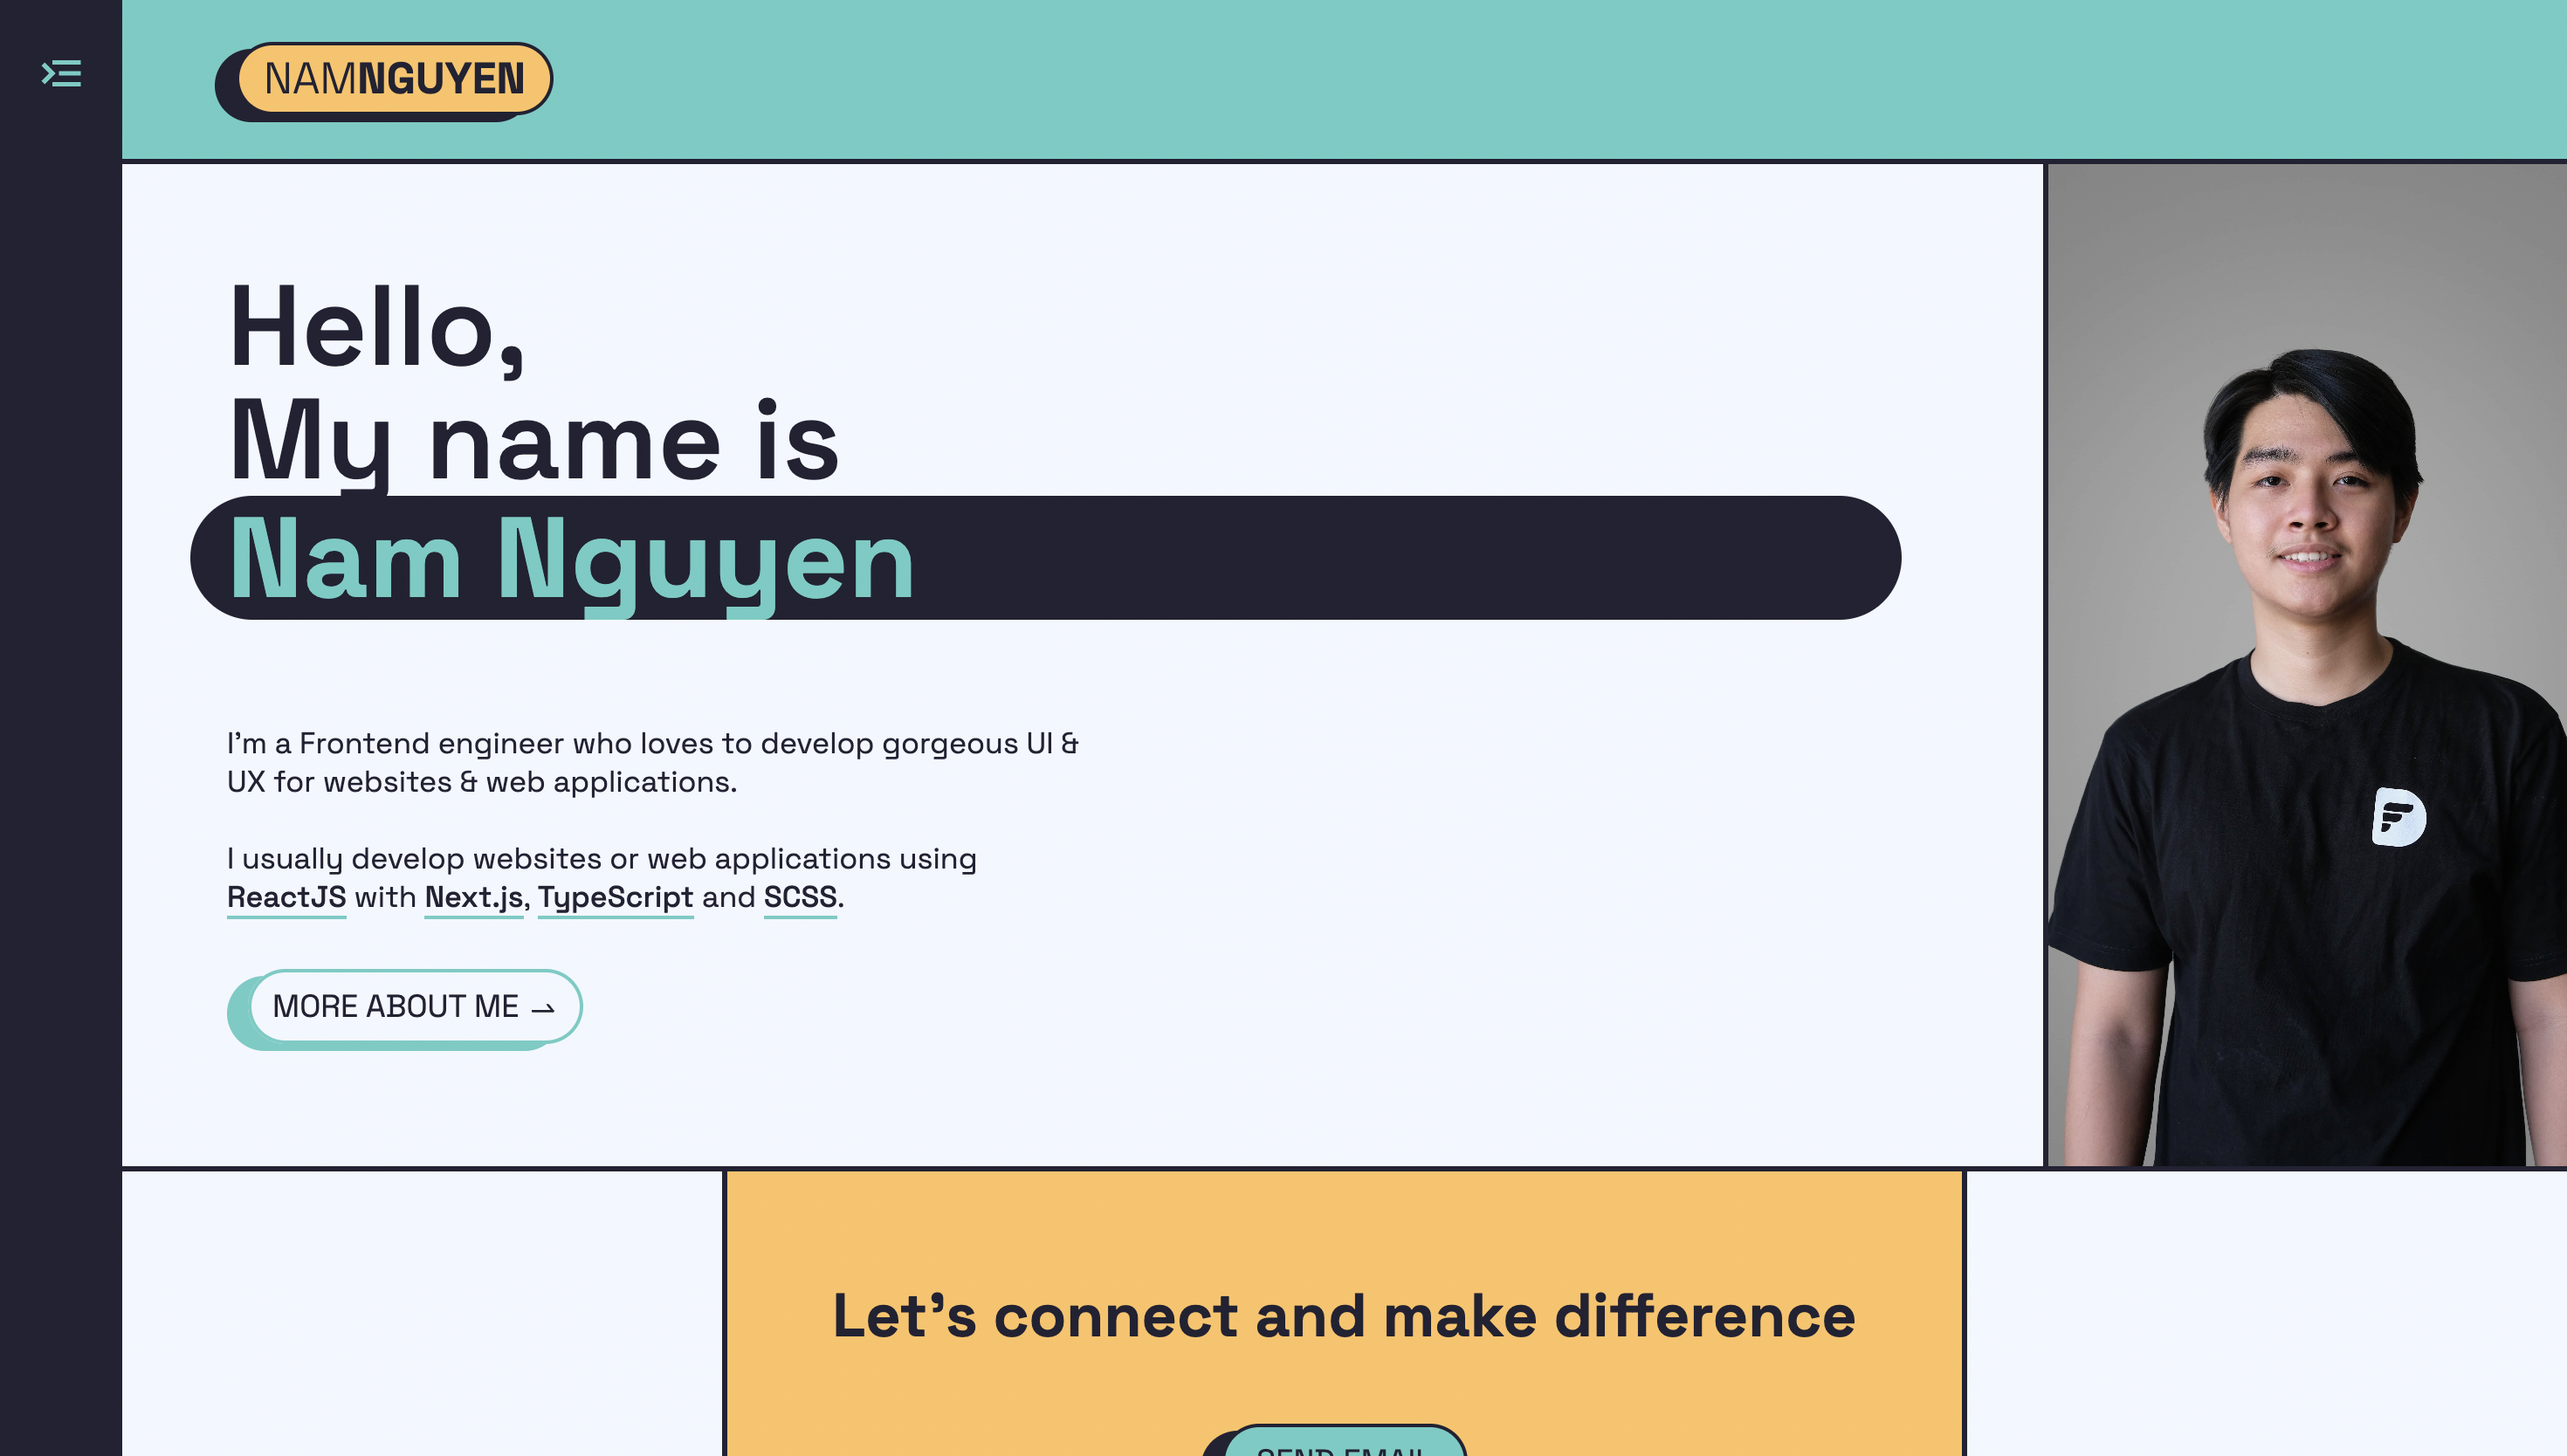 NAMNGUYEN
Hello,
My name is
Nam Nguyen
I’m a Frontend engineer who loves to develop gorgeous UI &
UX for websites & web applications.
I usually develop websites or web applications using
ReactJS with Next.js, TypeScript and SCSS.
MORE ABOUT ME ⇀
Let’s connect and make difference
SEND EMAIL